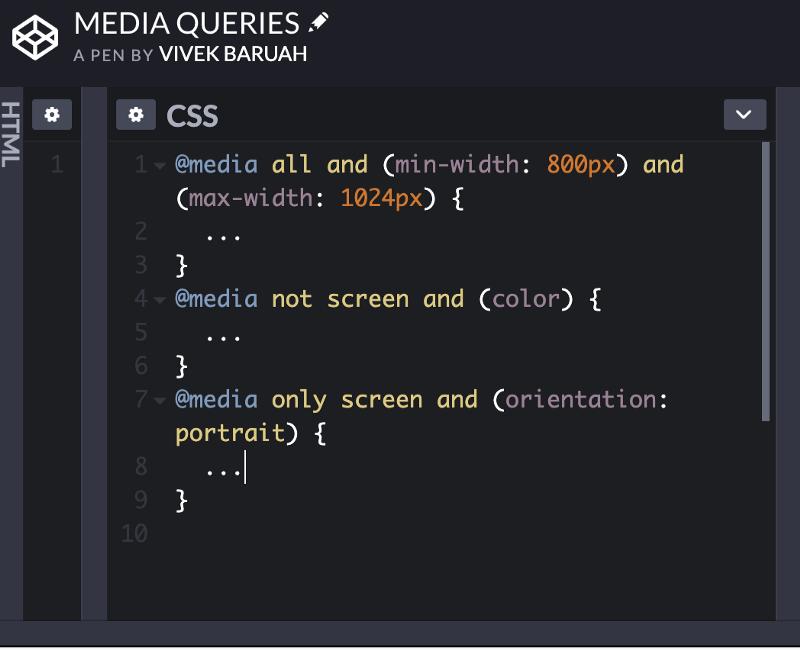 MEDIA QUERIES
A PEN BY VIVEK BARUAH
HTML
CSS
1
1 @media all and (min-width: 800px) and
(max-width: 1024px) {
2 ...
3 }
4 @media not screen and (color) {
5 ...
6 }
7 @media only screen and (orientation:
portrait) {
8 ...
9 }
10